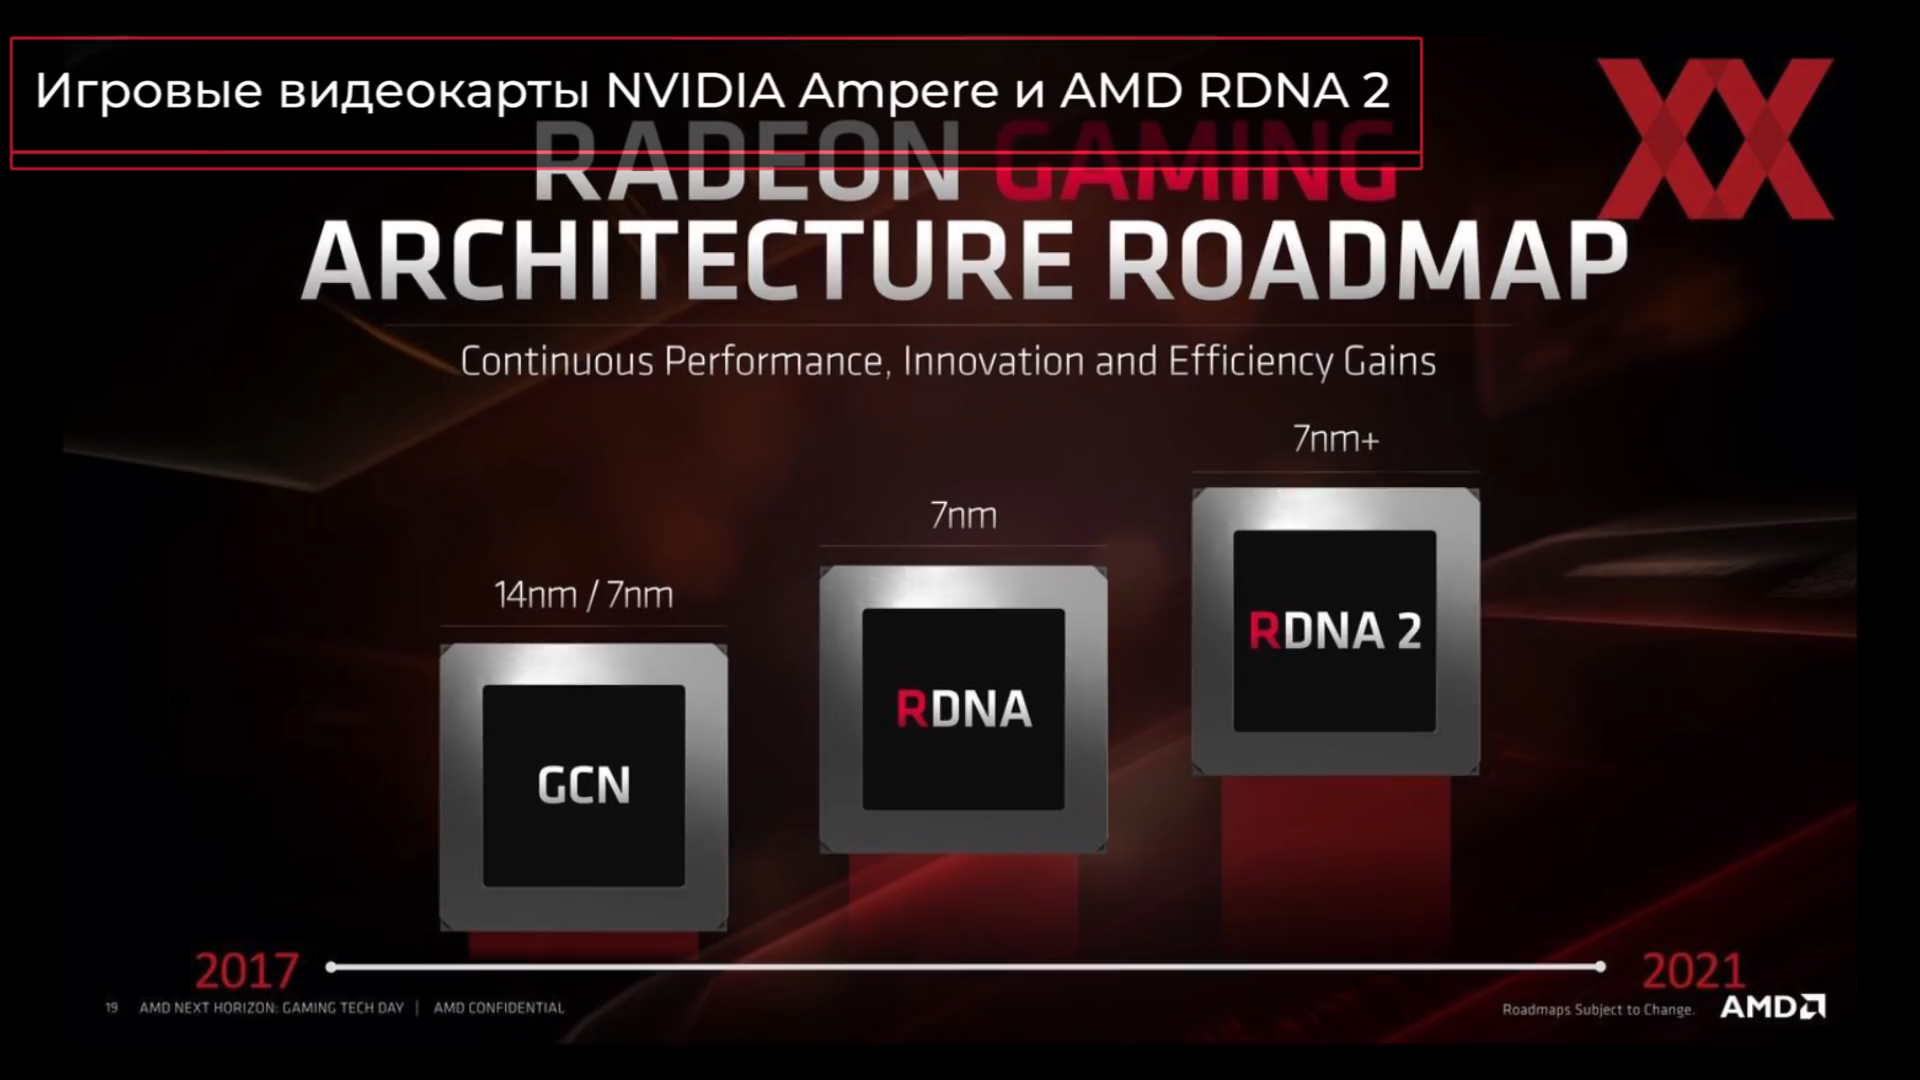 Игровые видеокарты NVIDIA Ampere и AMD RDNA 2
RADEON GAMING
ARCHITECTURE ROADMAP
Continuous Performance, Innovation and Efficiency Gains
14nm / 7nm
7nm
7nm+
GCN
RDNA
RDNA 2
2017
2021
19 AMD NEXT HORIZON: GAMING TECH DAY | AMD CONFIDENTIAL
Roadmaps Subject to Change.
AMD